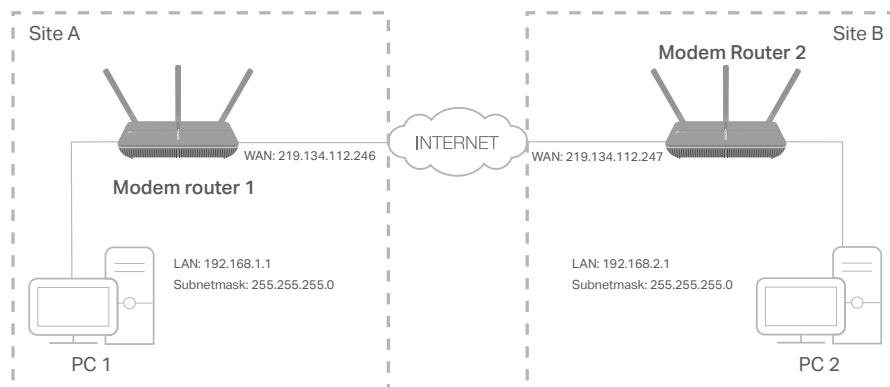 Site A
Site B
Modem Router 2
INTERNET
WAN: 219.134.112.246
WAN: 219.134.112.247
Modem router 1
LAN: 192.168.1.1
Subnetmask: 255.255.255.0
LAN: 192.168.2.1
Subnetmask: 255.255.255.0
PC 1
PC 2